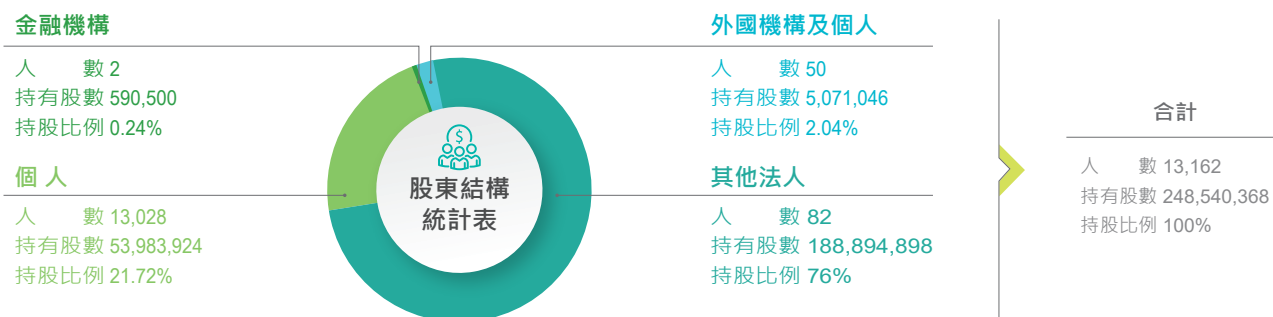 金融機構
人　　數 2
持有股數 590,500
持股比例 0.24%
個 人
人　　數 13,028
持有股數 53,983,924
持股比例 21.72%
股東結構
統計表
外國機構及個人
人　　數 50
持有股數 5,071,046
持股比例 2.04%
其他法人
人　　數 82
持有股數 188,894,898
持股比例 76%
合計
人　　數 13,162
持有股數 248,540,368
持股比例 100%